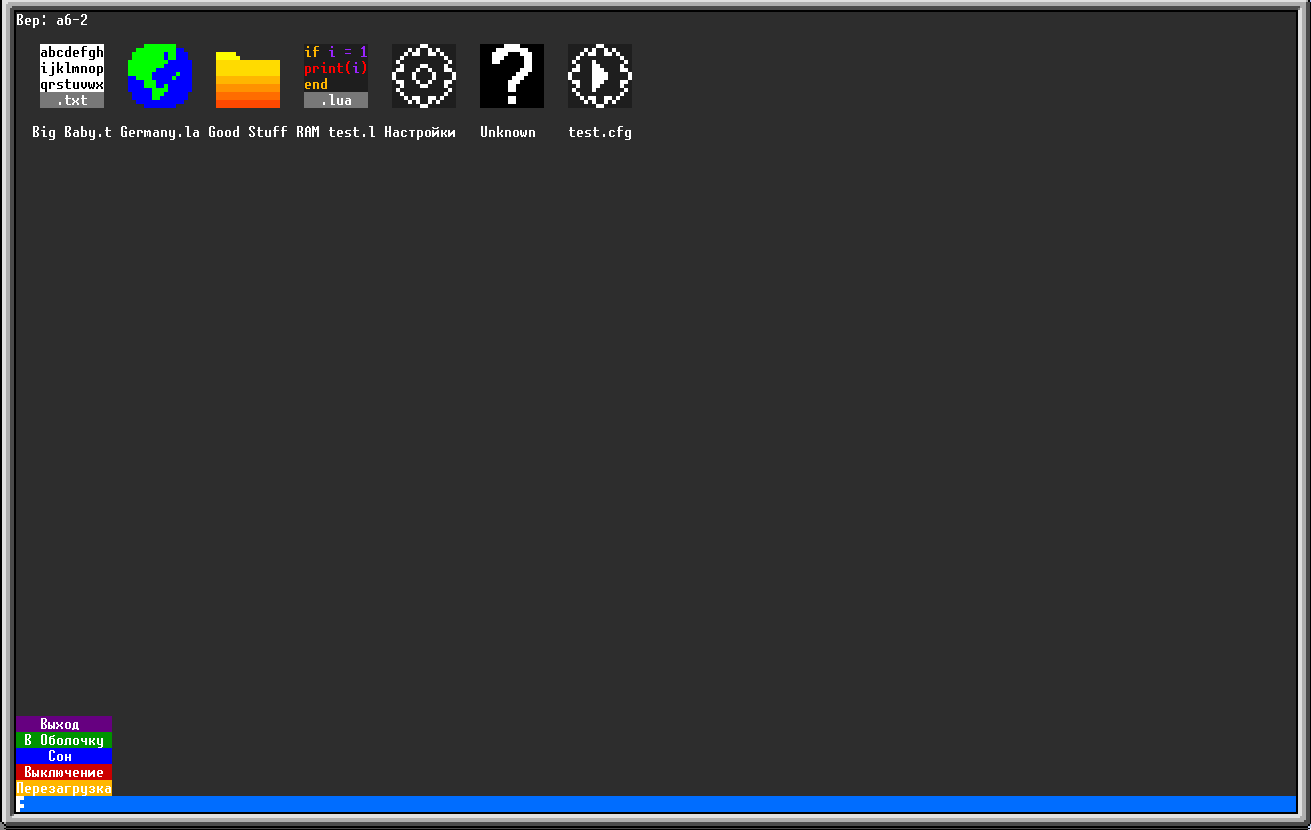 Вер: a6-2
abcdefgh
ijklmnop
qrstuvwx
.txt
if i = 1
print(i)
end
.lua
Big Baby.t Germany.la Good Stuff RAM test.l Настройки Unknown test.cfg
Выход
В Оболочку
Сон
Выключение
Перезагрузка